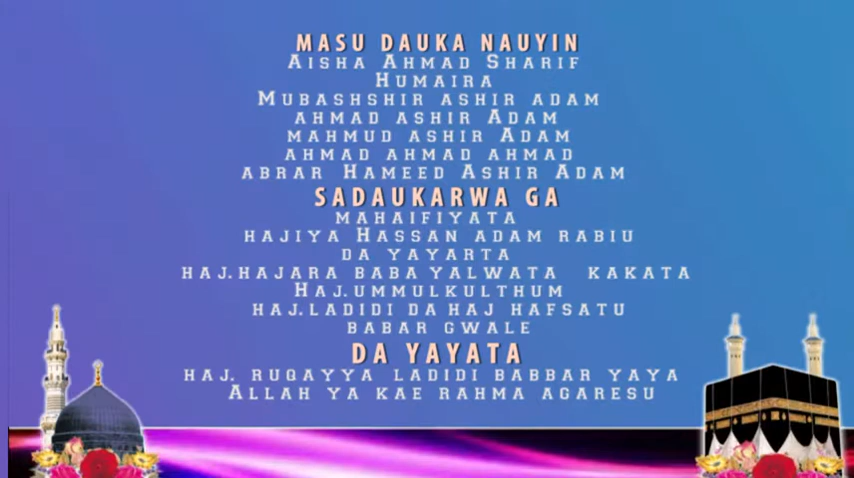 MASU DAUKA NAUYIN
AISHA AHMAD SHARIF
HUMAIRA
MUBASHSHIR ASHIR ADAM
AHMAD ASHIR ADAM
MAHMUD ASHIR ADAM
AHMAD AHMAD AHMAD
ABRAR HAMEED ASHIR ADAM
SADAUKARWA GA
MAHAIFIYATA
HAJIYA HASSAN ADAM RABIU
DA YAYARTA
HAJ.HAJARA BABA YALWATA KAKATA
HAJ.UMMULKULTHUM
HAJ.LADIDI DA HAJ HAFSATU
BABAR GWALE
DA YAYATA
HAJ. RUQAYYA LADIDI BABBAR YAYA
ALLAH YA KAE RAHMA AGARESU